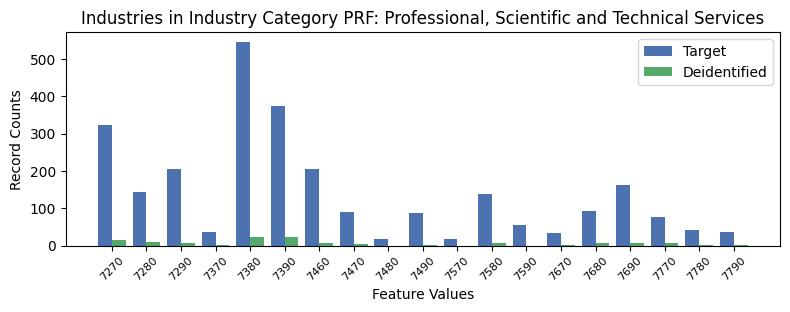 Industries in Industry Category PRF: Professional, Scientific and Technical Services
Target
Deidentified
Record Counts
500
400
300
200
100
0
7270 7280 7290 7370 7380 7390 7460 7470 7480 7490 7570 7580 7590 7670 7680 7690 7770 7780 7790
Feature Values